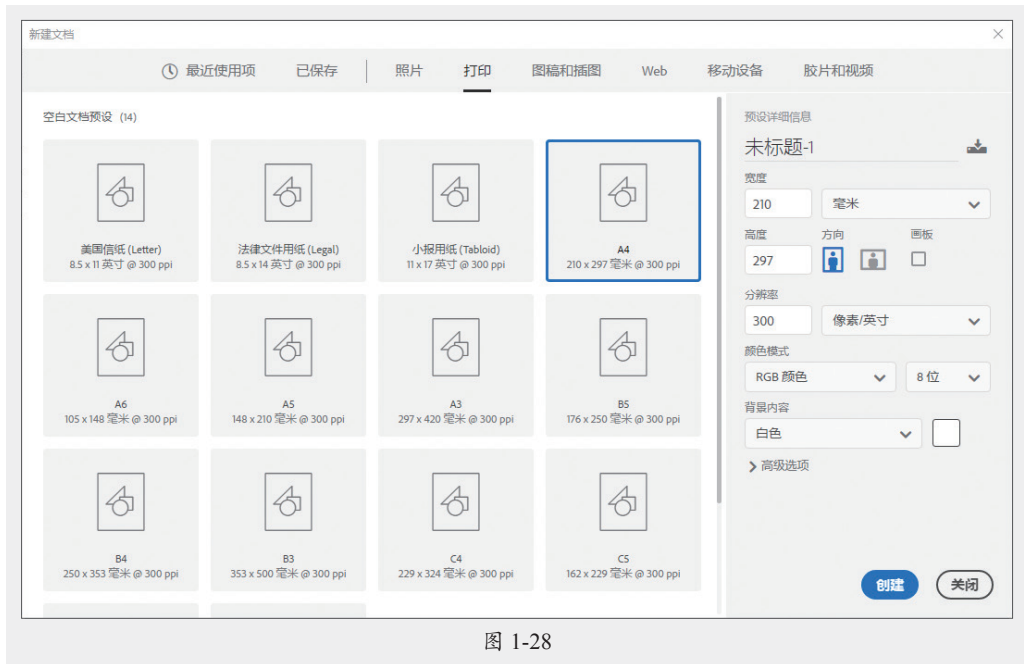 新建文档
最近使用项 已保存 照片 打印 图稿和插图 Web 移动设备 胶片和视频
空白文档预设 (14)
美国信纸 (Letter)
8.5 x 11 英寸 @ 300 ppi
法律文件用纸 (Legal)
8.5 x 14 英寸 @ 300 ppi
小报用纸 (Tabloid)
11 x 17 英寸 @ 300 ppi
A4
210 x 297 毫米 @ 300 ppi
A6
105 x 148 毫米 @ 300 ppi
A5
148 x 210 毫米 @ 300 ppi
A3
297 x 420 毫米 @ 300 ppi
B5
176 x 250 毫米 @ 300 ppi
B4
250 x 353 毫米 @ 300 ppi
B3
353 x 500 毫米 @ 300 ppi
C4
229 x 324 毫米 @ 300 ppi
C5
162 x 229 毫米 @ 300 ppi
预设详细信息
未标题-1
宽度
210 毫米
高度 方向 画板
297
分辨率
300 像素/英寸
颜色模式
RGB 颜色 8 位
背景内容
白色
高级选项
创建 关闭
图 1-28